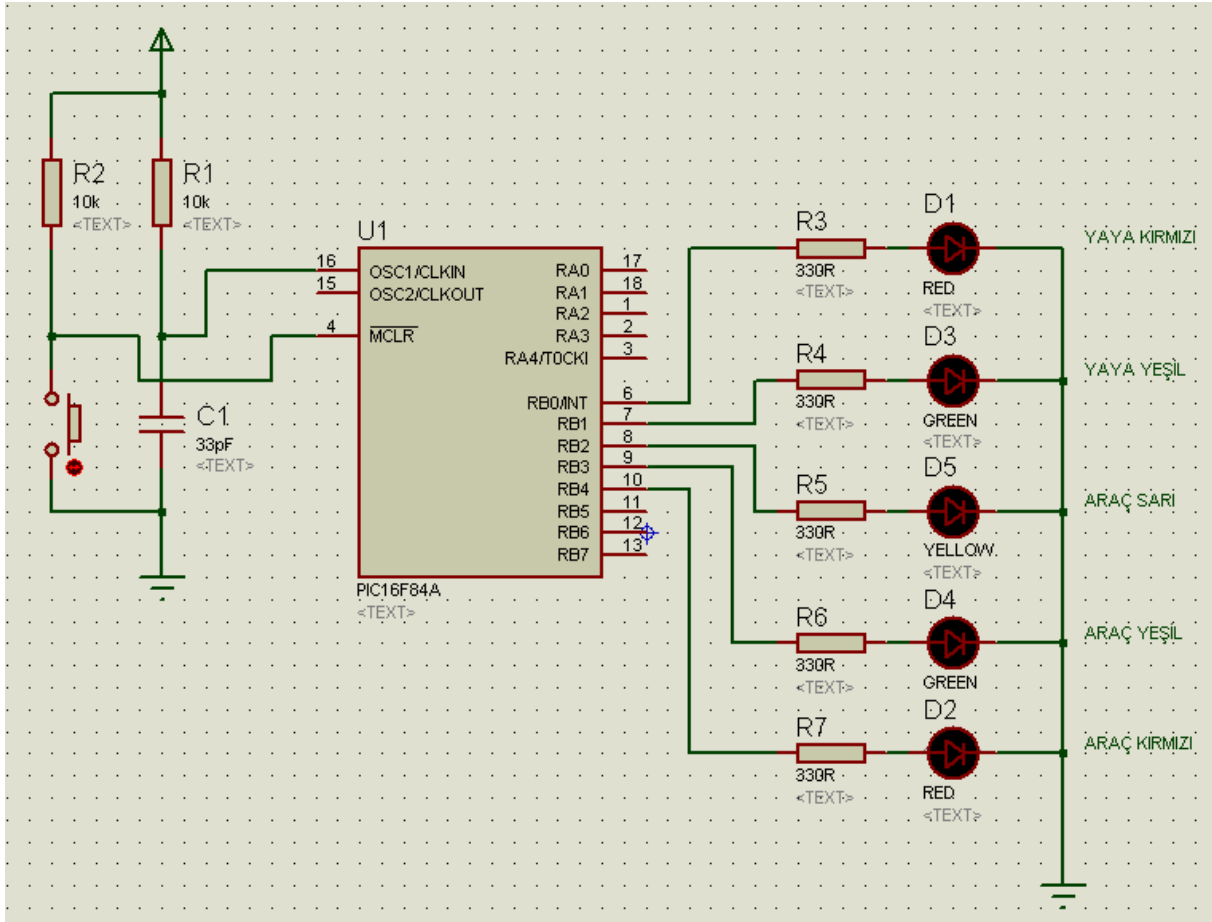 R2
10k
<TEXT>
R1
10k
<TEXT>
C1
33pF
<TEXT>
U1
16 OSC1/CLKIN
15 OSC2/CLKOUT
4 MCLR
RA0 17
RA1 18
RA2 1
RA3 2
RA4/T0CKI 3
RB0/INT 6
RB1 7
RB2 8
RB3 9
RB4 10
RB5 11
RB6 12
RB7 13
PIC16F84A
<TEXT>
R3
330R
<TEXT>
D1
RED
<TEXT>
YAYA KIRMIZI
R4
330R
<TEXT>
D3
GREEN
<TEXT>
YAYA YEŞİL
R5
330R
<TEXT>
D5
YELLOW
<TEXT>
ARAÇ SARI
R6
330R
<TEXT>
D4
GREEN
ARAÇ YEŞİL
R7
330R
<TEXT>
D2
RED
<TEXT>
ARAÇ KIRMIZI